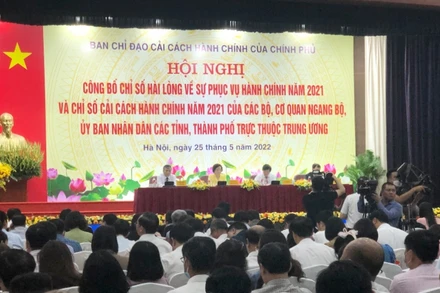 BAN CHỈ ĐẠO CẢI CÁCH HÀNH CHÍNH CỦA CHÍNH PHỦ
HỘI NGHỊ
CÔNG BỐ CHỈ SỐ HÀI LÒNG VỀ SỰ PHỤC VỤ HÀNH CHÍNH NĂM 2021
VÀ CHỈ SỐ CẢI CÁCH HÀNH CHÍNH NĂM 2021 CỦA CÁC BỘ, CƠ QUAN NGANG BỘ,
ỦY BAN NHÂN DÂN CÁC TỈNH, THÀNH PHỐ TRỰC THUỘC TRUNG ƯƠNG
Hà Nội, ngày 25 tháng 5 năm 2022